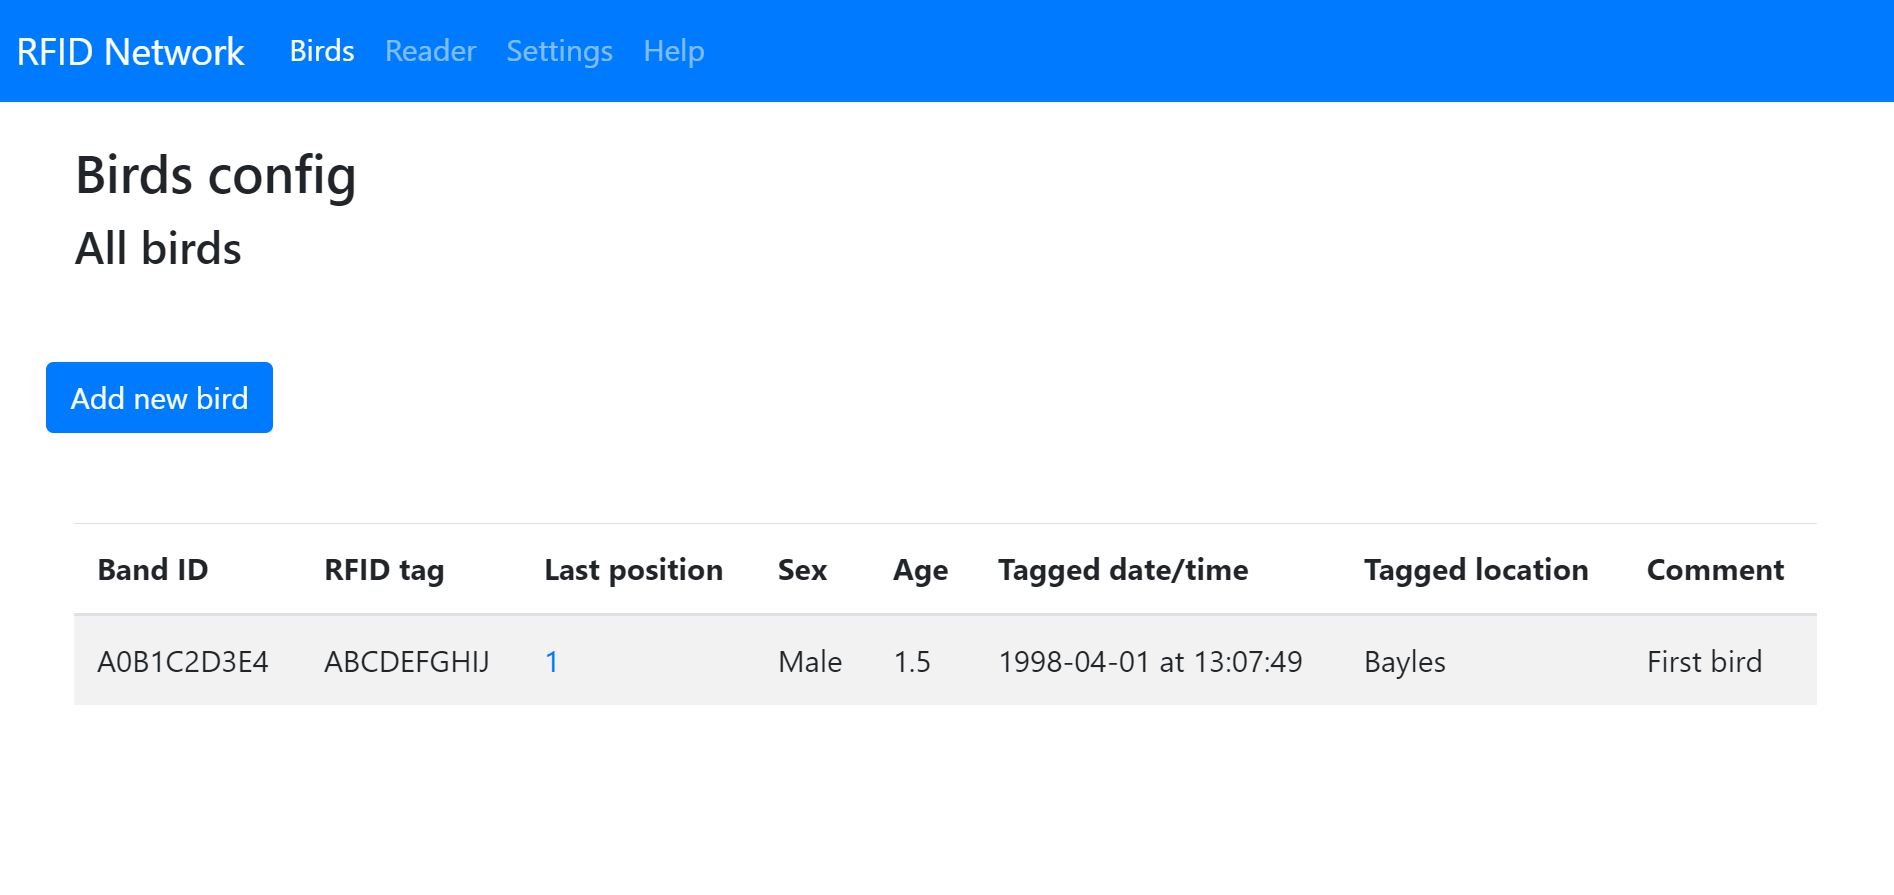 RFID Network Birds Reader Settings Help
Birds config
All birds
Add new bird
Band ID RFID tag Last position Sex Age Tagged date/time Tagged location Comment
A0B1C2D3E4 ABCDEFGHIJ 1 Male 1.5 1998-04-01 at 13:07:49 Bayles First bird